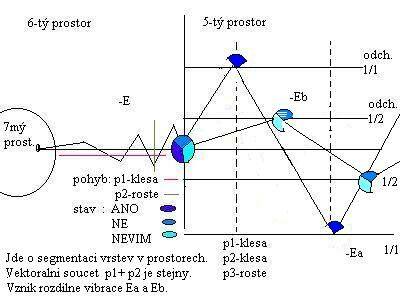 6-tý prostor
5-tý prostor
odch.
1/1
-E
-Eb
odch.
1/2
7mý
prost.
1/2
pohyb: p1-klesa
p2-roste
stav : ANO
NE
NEVIM
-Ea
p1-klesa
p2-klesa
p3-roste
Jde o segmentaci vrstev v prostorech.
Vektoralni soucet p1+ p2 je stejny.
Vznik rozdilne vibrace Ea a Eb.